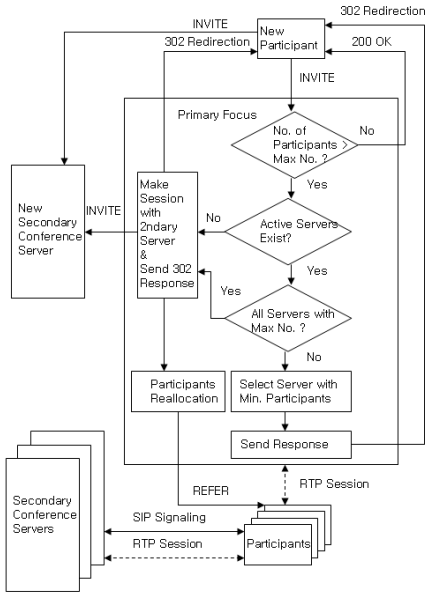 302 Redirection
INVITE
302 Redirection
New
Participant
200 OK
INVITE
Primary Focus
No. of
Participants >
Max No. ?
No
Yes
New
Secondary
Conference
Server
INVITE
Make
Session
with
2ndary
Server
&
Send 302
Response
No
Active Servers
Exist?
Yes
Yes
All Servers with
Max No. ?
No
Participants
Reallocation
Select Server with
Min. Participants
Send Response
REFER
RTP Session
Secondary
Conference
Servers
SIP Signaling
RTP Session
Participants